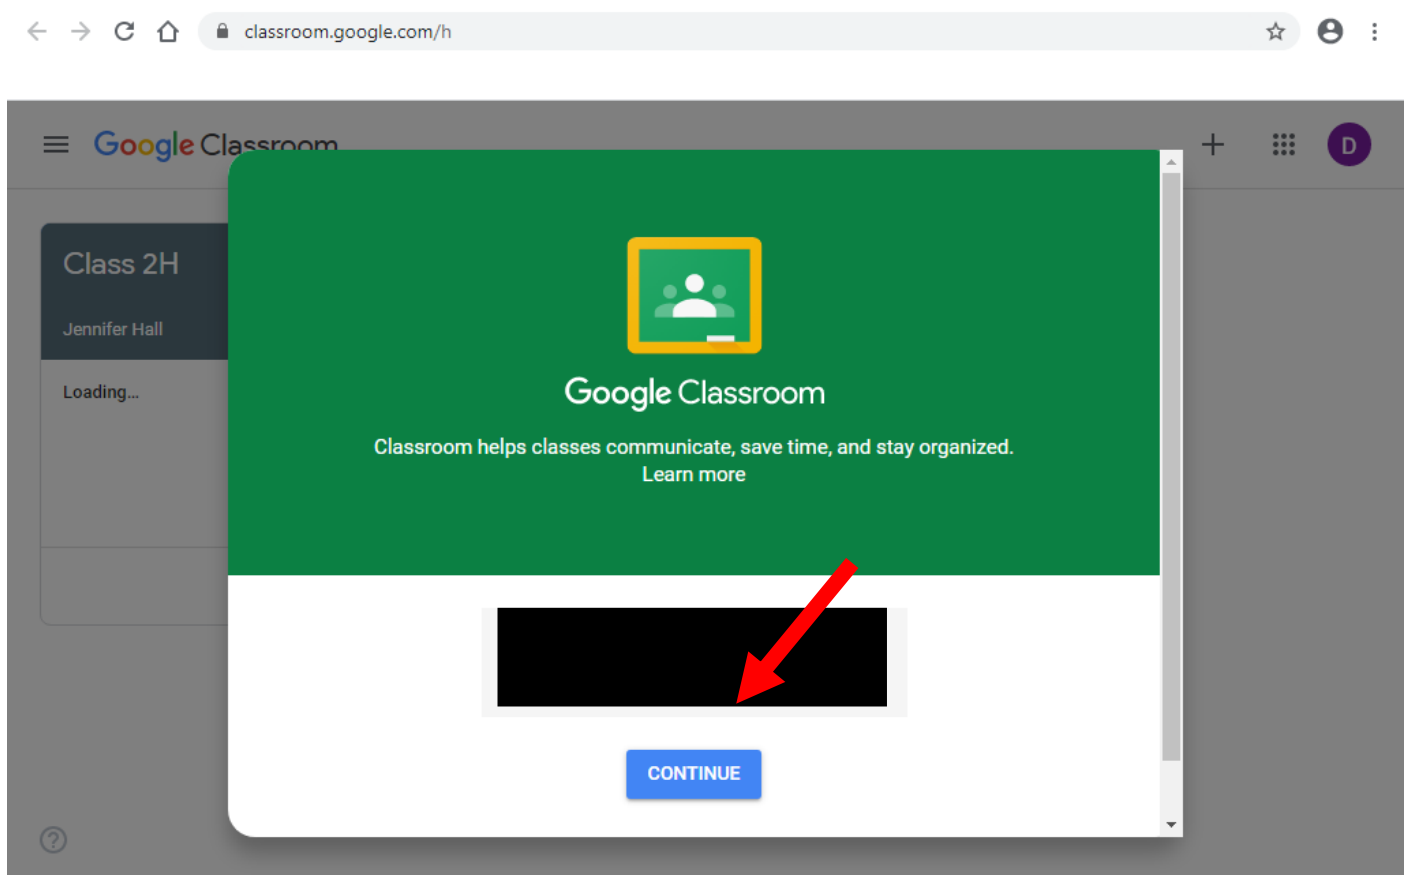 classroom.google.com/h
Google Classroom
D
Class 2H
Jennifer Hall
Loading...
Google Classroom
Classroom helps classes communicate, save time, and stay organized.
Learn more
CONTINUE